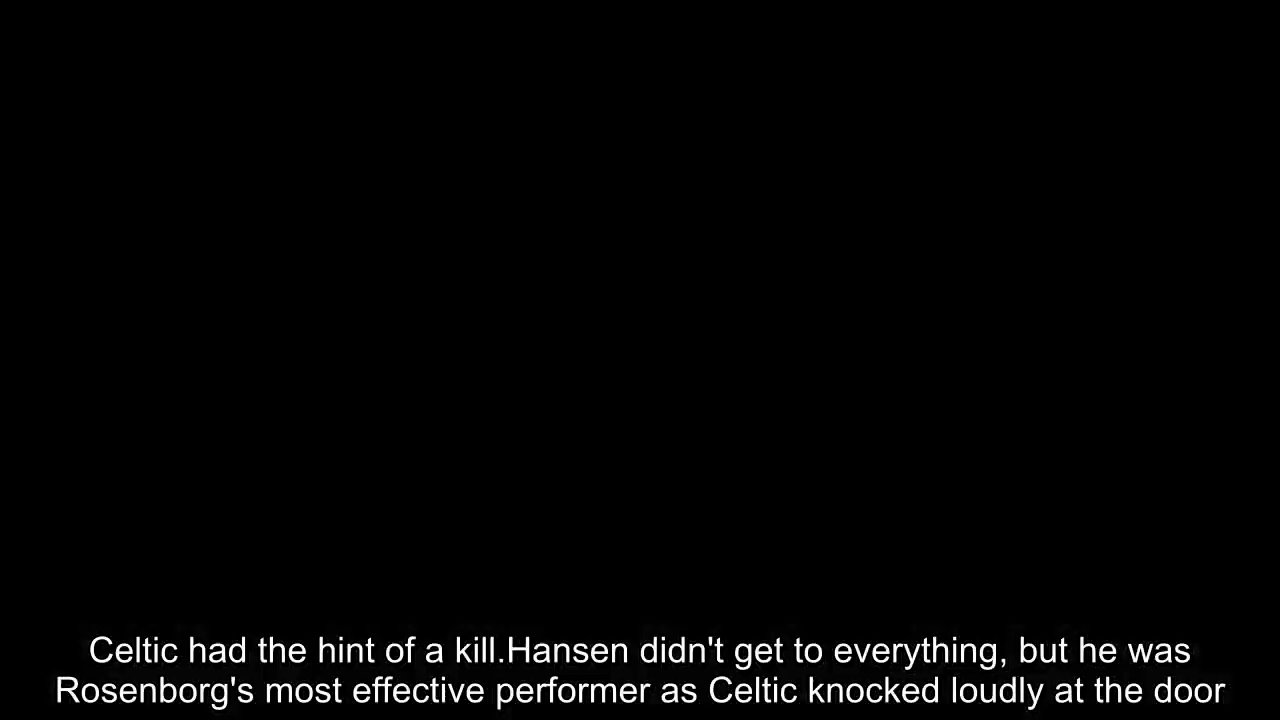 Celtic had the hint of a kill.Hansen didn't get to everything, but he was
Rosenborg's most effective performer as Celtic knocked loudly at the door